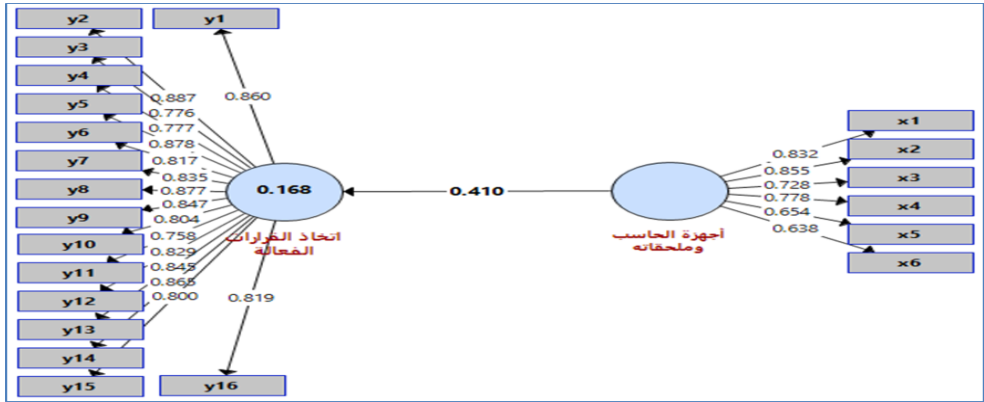 y2
y1
y3
y4
y5
y6
y7
y8
y9
y10
y11
y12
y13
y14
y15
y16
0.860
0.887
0.776
0.777
0.878
0.817
0.835
0.877
0.847
0.804
0.758
0.829
0.845
0.865
0.800
0.819
0.168
اتخاذ القرارات
الفعالة
0.410
أجهزة الحاسب
وملحقاته
0.832
0.855
0.728
0.778
0.654
0.638
x1
x2
x3
x4
x5
x6